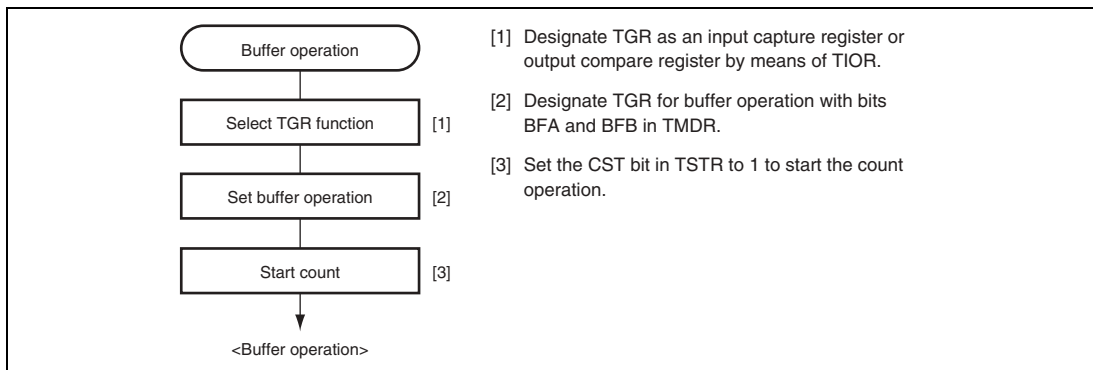 Buffer operation
Select TGR function
[1]
Set buffer operation
[2]
Start count
[3]
<Buffer operation>
[1] Designate TGR as an input capture register or
output compare register by means of TIOR.
[2] Designate TGR for buffer operation with bits
BFA and BFB in TMDR.
[3] Set the CST bit in TSTR to 1 to start the count
operation.